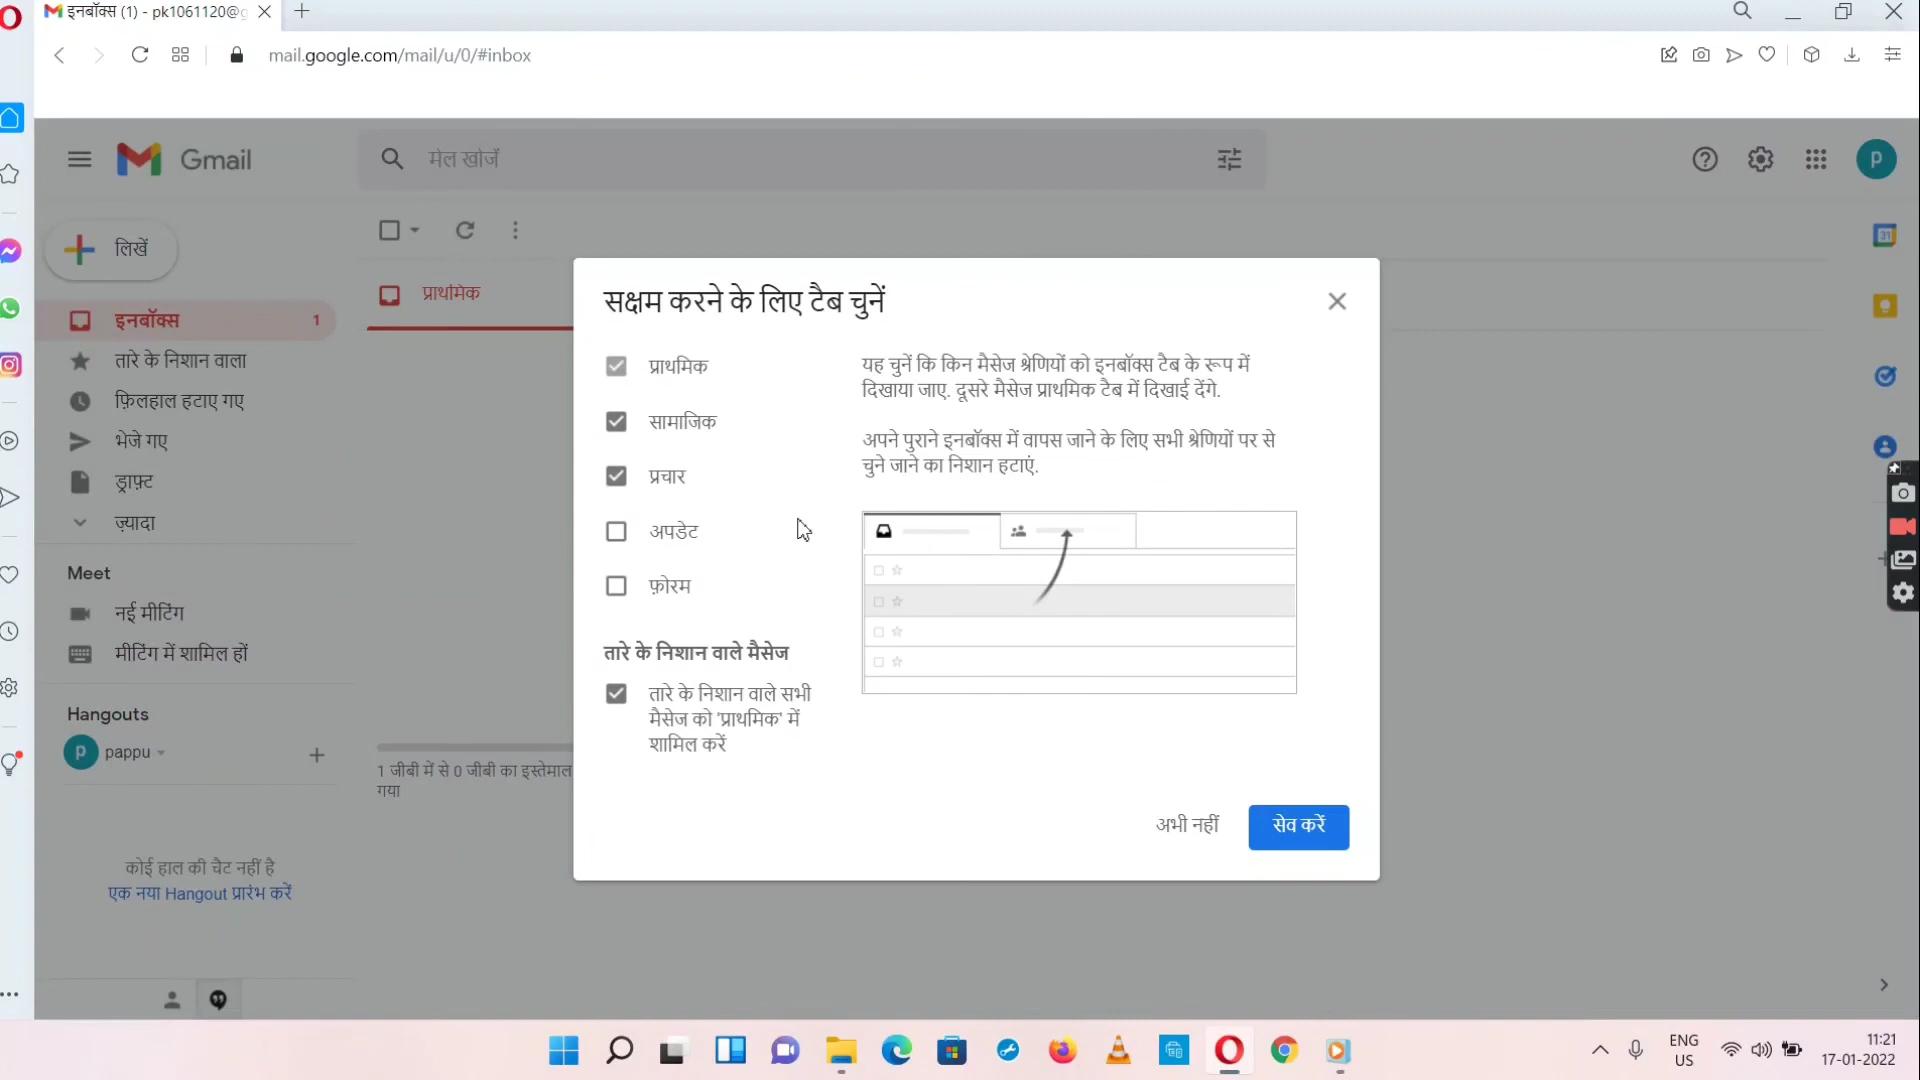 इनबॉक्स (1) - pk1061120@g
mail.google.com/mail/u/0/#inbox
Gmail
मेल खोजें
p
लिखें
31
प्राथमिक
इनबॉक्स 1
तारे के निशान वाला
फ़िलहाल हटाए गए
भेजे गए
ड्राफ़्ट
ज़्यादा
Meet
नई मीटिंग
मीटिंग में शामिल हों
Hangouts
p pappu
1 जीबी में से 0 जीबी का इस्तेमाल
गया
कोई हाल की चैट नहीं है
एक नया Hangout प्रारंभ करें
सक्षम करने के लिए टैब चुनें
प्राथमिक
सामाजिक
प्रचार
अपडेट
फ़ोरम
तारे के निशान वाले मैसेज
तारे के निशान वाले सभी
मैसेज को 'प्राथमिक' में
शामिल करें
यह चुनें कि किन मैसेज श्रेणियों को इनबॉक्स टैब के रूप में
दिखाया जाए. दूसरे मैसेज प्राथमिक टैब में दिखाई देंगे.
अपने पुराने इनबॉक्स में वापस जाने के लिए सभी श्रेणियों पर से
चुने जाने का निशान हटाएं.
अभी नहीं
सेव करें
ENG
US
11:21
17-01-2022